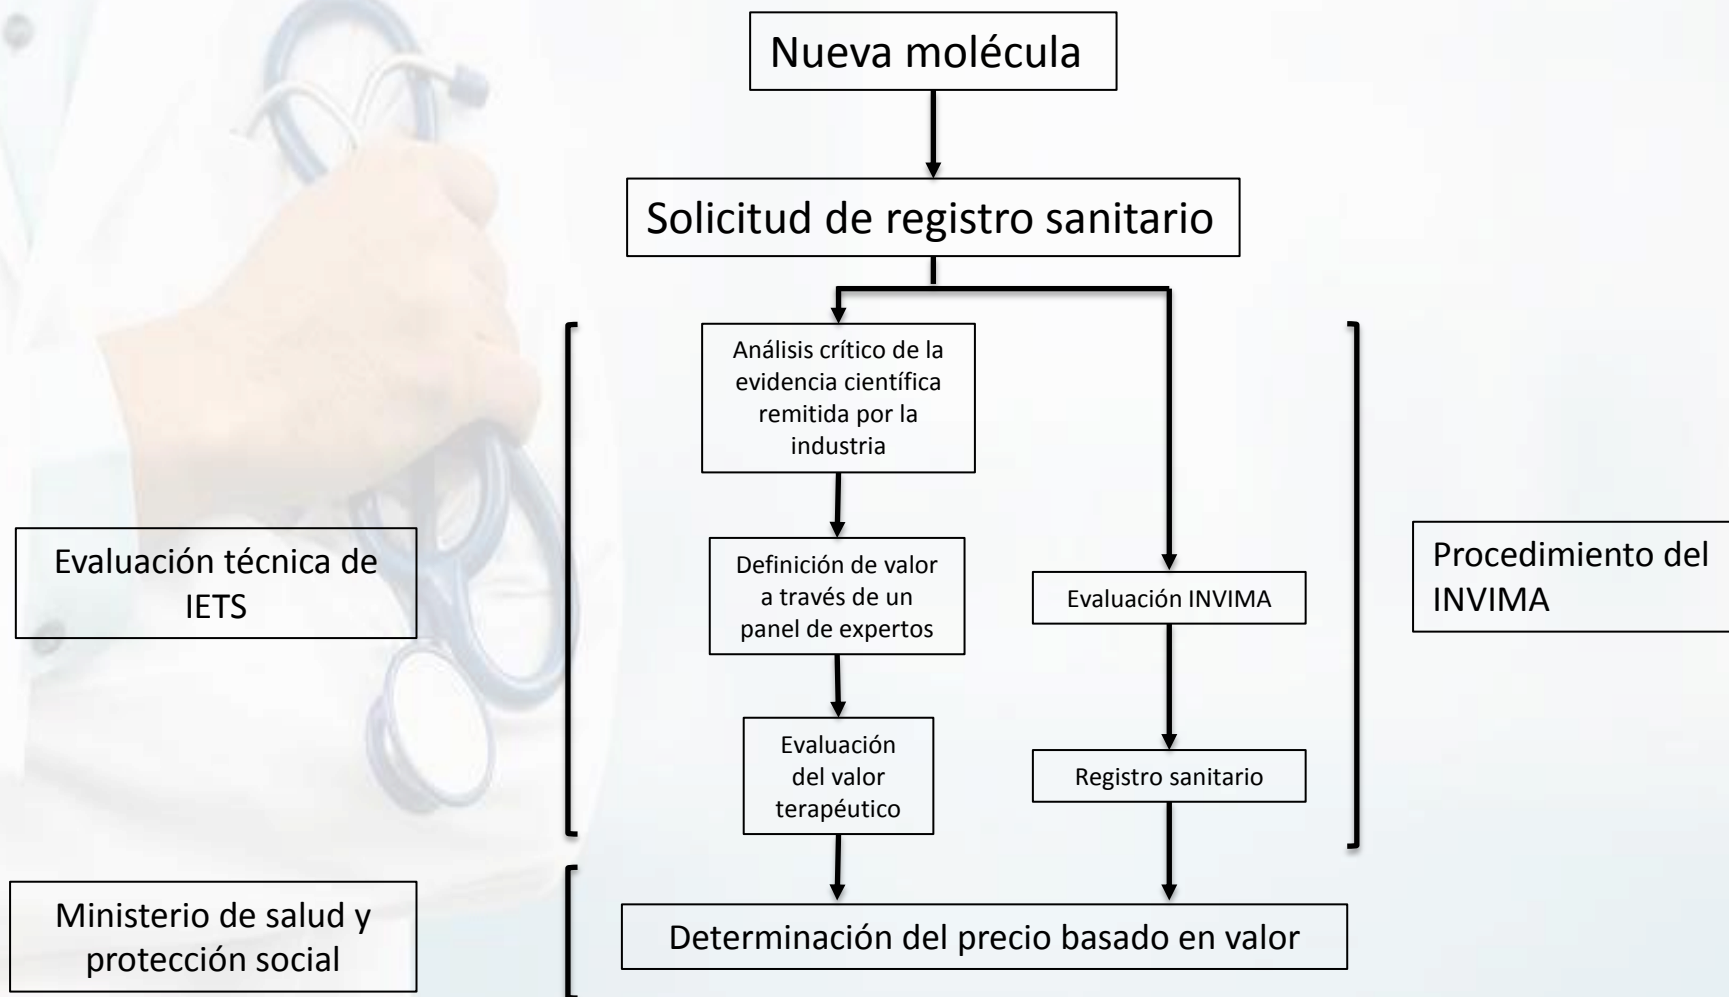 Nueva molécula
Solicitud de registro sanitario
Análisis crítico de la
evidencia científica
remitida por la
industria
Evaluación técnica de
IETS
Definición de valor
a través de un
panel de expertos
Evaluación INVIMA
Procedimiento del
INVIMA
Evaluación
del valor
terapéutico
Registro sanitario
Ministerio de salud y
protección social
Determinación del precio basado en valor